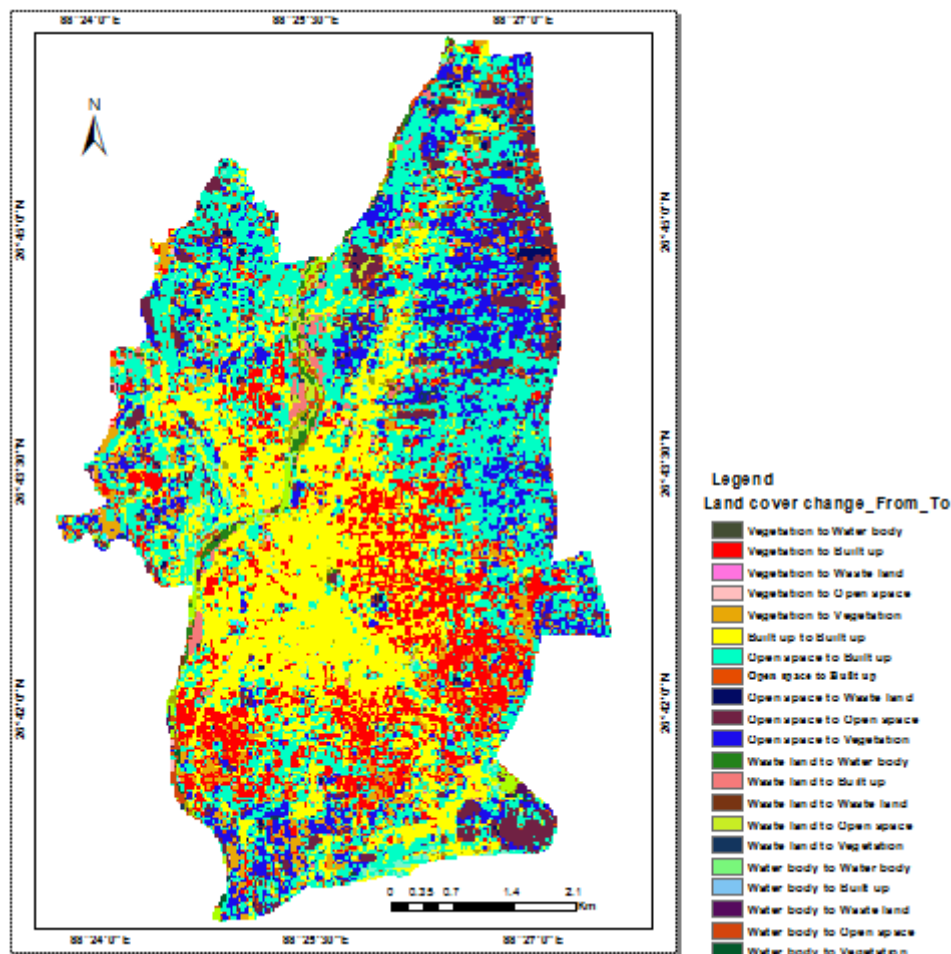 88°24'0"E 88°25'30"E 88°27'0"E
N
26°45'0"N 26°45'0"N
26°43'30"N 26°43'30"N
26°42'0"N 26°42'0"N
0 0.35 0.7 1.4 2.1
Km
88°24'0"E 88°25'30"E 88°27'0"E
Legend
Land cover change_From_To
Vegetation to Water body
Vegetation to Built up
Vegetation to Waste land
Vegetation to Open space
Vegetation to Vegetation
Built up to Built up
Open space to Built up
Open space to Built up
Open space to Waste land
Open space to Open space
Open space to Vegetation
Waste land to Water body
Waste land to Built up
Waste land to Waste land
Waste land to Open space
Waste land to Vegetation
Water body to Water body
Water body to Built up
Water body to Waste land
Water body to Open space
Water body to Vegetation